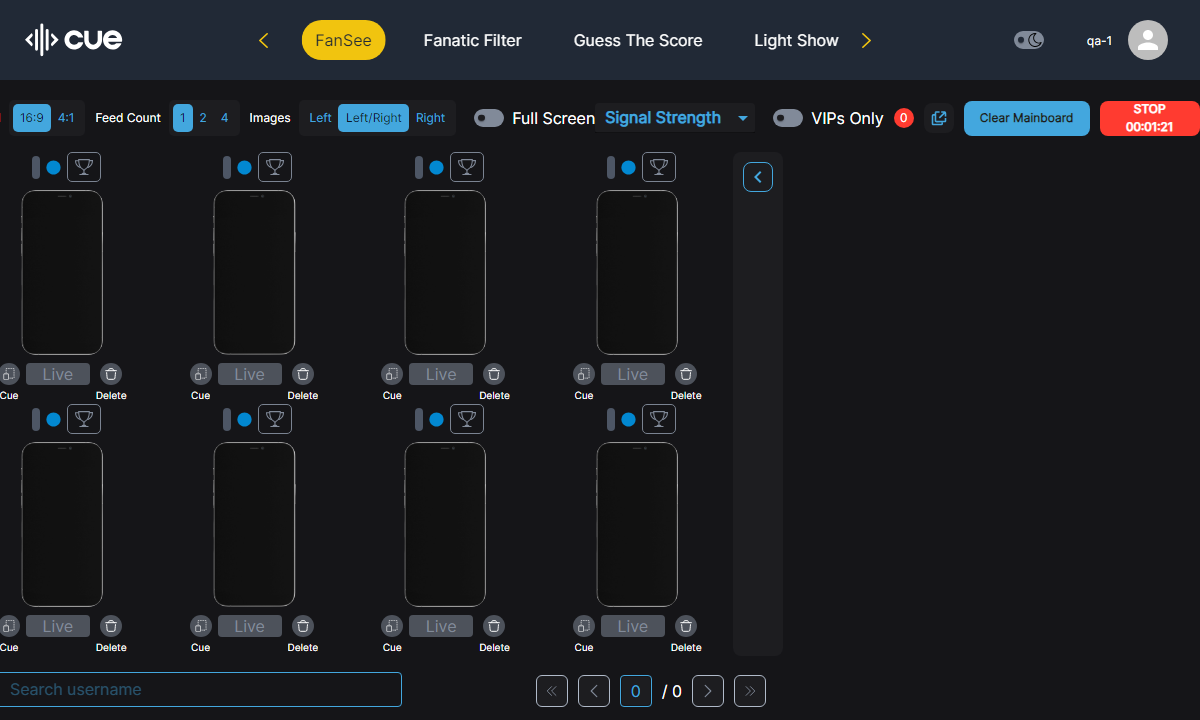 cue
FanSee
Fanatic Filter
Guess The Score
Light Show
qa-1
16:9 4:1
Feed Count
1 2 4
Images
Left Left/Right Right
Full Screen
Signal Strength
VIPs Only
0
Clear Mainboard
STOP
00:01:21
Live Live Live Live
Cue Delete Cue Delete Cue Delete Cue Delete
Live Live Live Live
Cue Delete Cue Delete Cue Delete Cue Delete
Search username
0 / 0